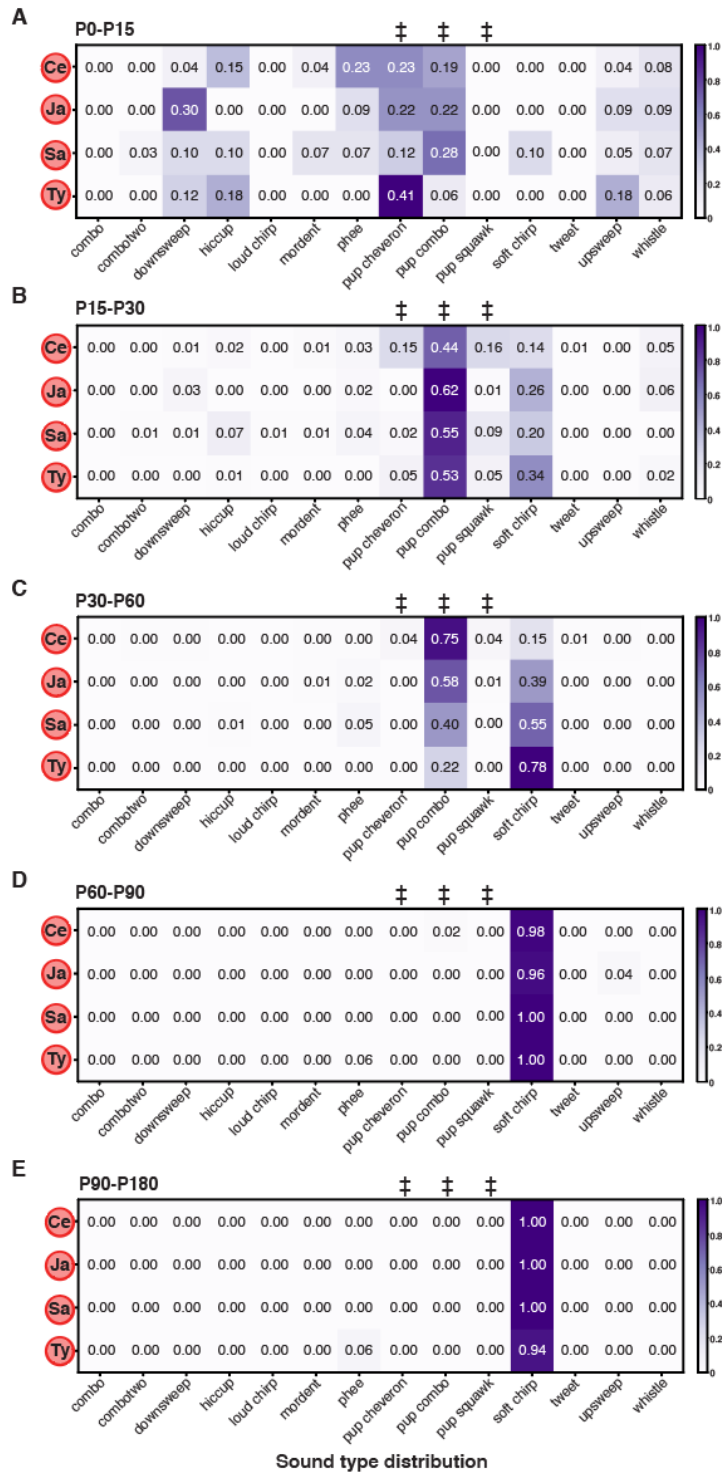 A
P0-P15
‡ ‡ ‡
Ce 0.00 0.00 0.04 0.15 0.00 0.04 0.23 0.23 0.19 0.00 0.00 0.00 0.04 0.08
Ja 0.00 0.00 0.30 0.00 0.00 0.00 0.09 0.22 0.22 0.00 0.00 0.00 0.09 0.09
Sa 0.00 0.03 0.10 0.10 0.00 0.07 0.07 0.12 0.28 0.00 0.10 0.00 0.05 0.07
Ty 0.00 0.00 0.12 0.18 0.00 0.00 0.00 0.41 0.06 0.00 0.00 0.00 0.18 0.06
1.0
0.8
0.6
0.4
0.2
0
combo combotwo downsweep hiccup loud chirp mordent phee pup cheveron pup combo pup squawk soft chirp tweet upsweep whistle
B
P15-P30
‡ ‡ ‡
Ce 0.00 0.00 0.01 0.02 0.00 0.01 0.03 0.15 0.44 0.16 0.14 0.01 0.00 0.05
Ja 0.00 0.00 0.03 0.00 0.00 0.00 0.02 0.00 0.62 0.01 0.26 0.00 0.00 0.06
Sa 0.00 0.01 0.01 0.07 0.01 0.01 0.04 0.02 0.55 0.09 0.20 0.00 0.00 0.00
Ty 0.00 0.00 0.00 0.01 0.00 0.00 0.00 0.05 0.53 0.05 0.34 0.00 0.00 0.02
1.0
0.8
0.6
0.4
0.2
0
combo combotwo downsweep hiccup loud chirp mordent phee pup cheveron pup combo pup squawk soft chirp tweet upsweep whistle
C
P30-P60
‡ ‡ ‡
Ce 0.00 0.00 0.00 0.00 0.00 0.00 0.00 0.04 0.75 0.04 0.15 0.01 0.00 0.00
Ja 0.00 0.00 0.00 0.00 0.00 0.01 0.02 0.00 0.58 0.01 0.39 0.00 0.00 0.00
Sa 0.00 0.00 0.00 0.01 0.00 0.00 0.05 0.00 0.40 0.00 0.55 0.00 0.00 0.00
Ty 0.00 0.00 0.00 0.00 0.00 0.00 0.00 0.00 0.22 0.00 0.78 0.00 0.00 0.00
1.0
0.8
0.6
0.4
0.2
0
combo combotwo downsweep hiccup loud chirp mordent phee pup cheveron pup combo pup squawk soft chirp tweet upsweep whistle
D
P60-P90
‡ ‡ ‡
Ce 0.00 0.00 0.00 0.00 0.00 0.00 0.00 0.00 0.02 0.00 0.98 0.00 0.00 0.00
Ja 0.00 0.00 0.00 0.00 0.00 0.00 0.00 0.00 0.00 0.00 0.96 0.00 0.04 0.00
Sa 0.00 0.00 0.00 0.00 0.00 0.00 0.00 0.00 0.00 0.00 1.00 0.00 0.00 0.00
Ty 0.00 0.00 0.00 0.00 0.00 0.00 0.06 0.00 0.00 0.00 1.00 0.00 0.00 0.00
1.0
0.8
0.6
0.4
0.2
0
combo combotwo downsweep hiccup loud chirp mordent phee pup cheveron pup combo pup squawk soft chirp tweet upsweep whistle
E
P90-P180
‡ ‡ ‡
Ce 0.00 0.00 0.00 0.00 0.00 0.00 0.00 0.00 0.00 0.00 1.00 0.00 0.00 0.00
Ja 0.00 0.00 0.00 0.00 0.00 0.00 0.00 0.00 0.00 0.00 1.00 0.00 0.00 0.00
Sa 0.00 0.00 0.00 0.00 0.00 0.00 0.00 0.00 0.00 0.00 1.00 0.00 0.00 0.00
Ty 0.00 0.00 0.00 0.00 0.00 0.00 0.06 0.00 0.00 0.00 0.94 0.00 0.00 0.00
1.0
0.8
0.6
0.4
0.2
0
combo combotwo downsweep hiccup loud chirp mordent phee pup cheveron pup combo pup squawk soft chirp tweet upsweep whistle
Sound type distribution